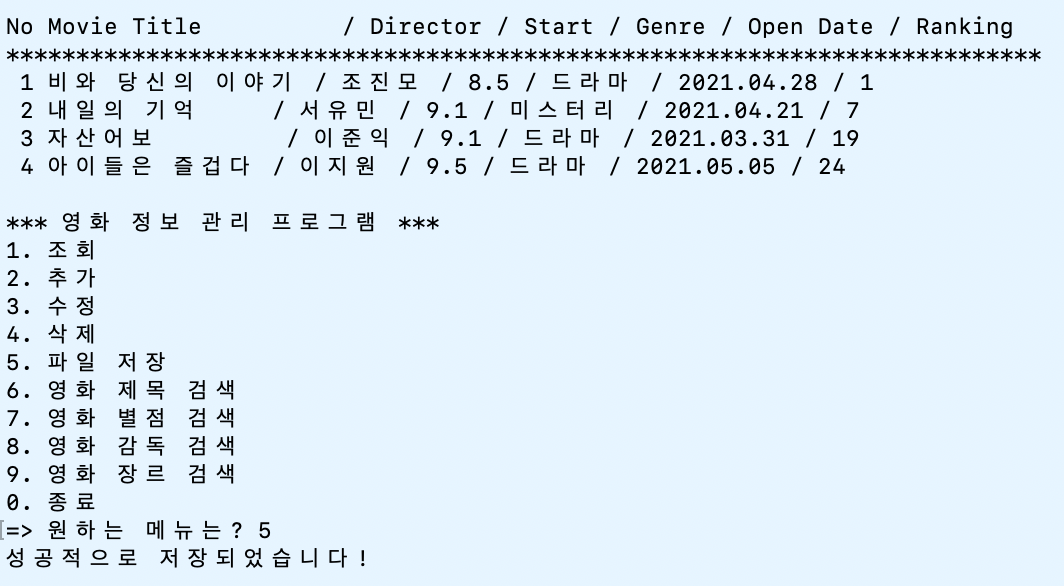 No Movie Title / Director / Start / Genre / Open Date / Ranking
**************************************************************************
1 비와 당신의 이야기 / 조진모 / 8.5 / 드라마 / 2021.04.28 / 1
2 내일의 기억 / 서유민 / 9.1 / 미스터리 / 2021.04.21 / 7
3 자산어보 / 이준익 / 9.1 / 드라마 / 2021.03.31 / 19
4 아이들은 즐겁다 / 이지원 / 9.5 / 드라마 / 2021.05.05 / 24
*** 영화 정보 관리 프로그램 ***
1. 조회
2. 추가
3. 수정
4. 삭제
5. 파일 저장
6. 영화 제목 검색
7. 영화 별점 검색
8. 영화 감독 검색
9. 영화 장르 검색
0. 종료
=> 원하는 메뉴는? 5
성공적으로 저장되었습니다!